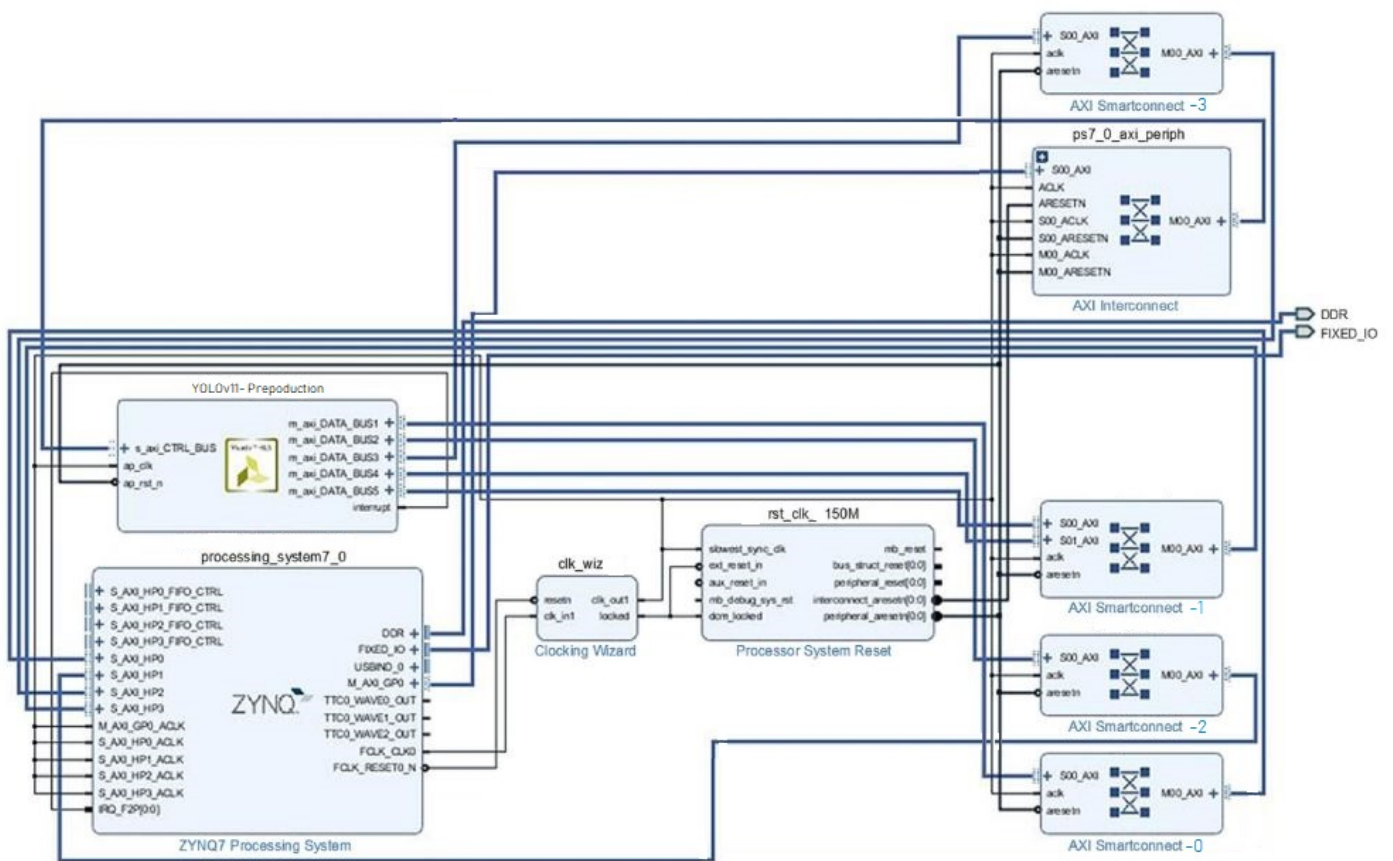 S00_AXI
aclk
aresetn
M00_AXI
AXI Smartconnect -3
ps7_0_axi_periph
S00_AXI
ACLK
ARESETN
S00_ACLK
S00_ARESETN
M00_ACLK
M00_ARESETN
M00_AXI
AXI Interconnect
DDR
FIXED_IO
YOLOv11- Prepoduction
s_axi_CTRL_BUS
ap_clk
ap_rst_n
m_axi_DATA_BUS1
m_axi_DATA_BUS2
m_axi_DATA_BUS3
m_axi_DATA_BUS4
m_axi_DATA_BUS5
interrupt
processing_system7_0
S_AXI_HP0_FIFO_CTRL
S_AXI_HP1_FIFO_CTRL
S_AXI_HP2_FIFO_CTRL
S_AXI_HP3_FIFO_CTRL
S_AXI_HP0
S_AXI_HP1
S_AXI_HP2
S_AXI_HP3
M_AXI_GP0_ACLK
S_AXI_HP0_ACLK
S_AXI_HP1_ACLK
S_AXI_HP2_ACLK
S_AXI_HP3_ACLK
IRQ_F2P[0:0]
ZYNQ
DDR
FIXED_IO
USBIND_0
M_AXI_GP0
TTC0_WAVE0_OUT
TTC0_WAVE1_OUT
TTC0_WAVE2_OUT
FCLK_CLK0
FCLK_RESET0_N
ZYNQ7 Processing System
clk_wiz
resetn
clk_in1
clk_out1
locked
Clocking Wizard
rst_clk_ 150M
slowest_sync_clk
ext_reset_in
aux_reset_in
mb_debug_sys_rst
dcm_locked
mb_reset
bus_struct_reset[0:0]
peripheral_reset[0:0]
interconnect_aresetn[0:0]
peripheral_aresetn[0:0]
Processor System Reset
S00_AXI
S01_AXI
aclk
aresetn
M00_AXI
AXI Smartconnect -1
S00_AXI
aclk
aresetn
M00_AXI
AXI Smartconnect -2
S00_AXI
aclk
aresetn
M00_AXI
AXI Smartconnect -0